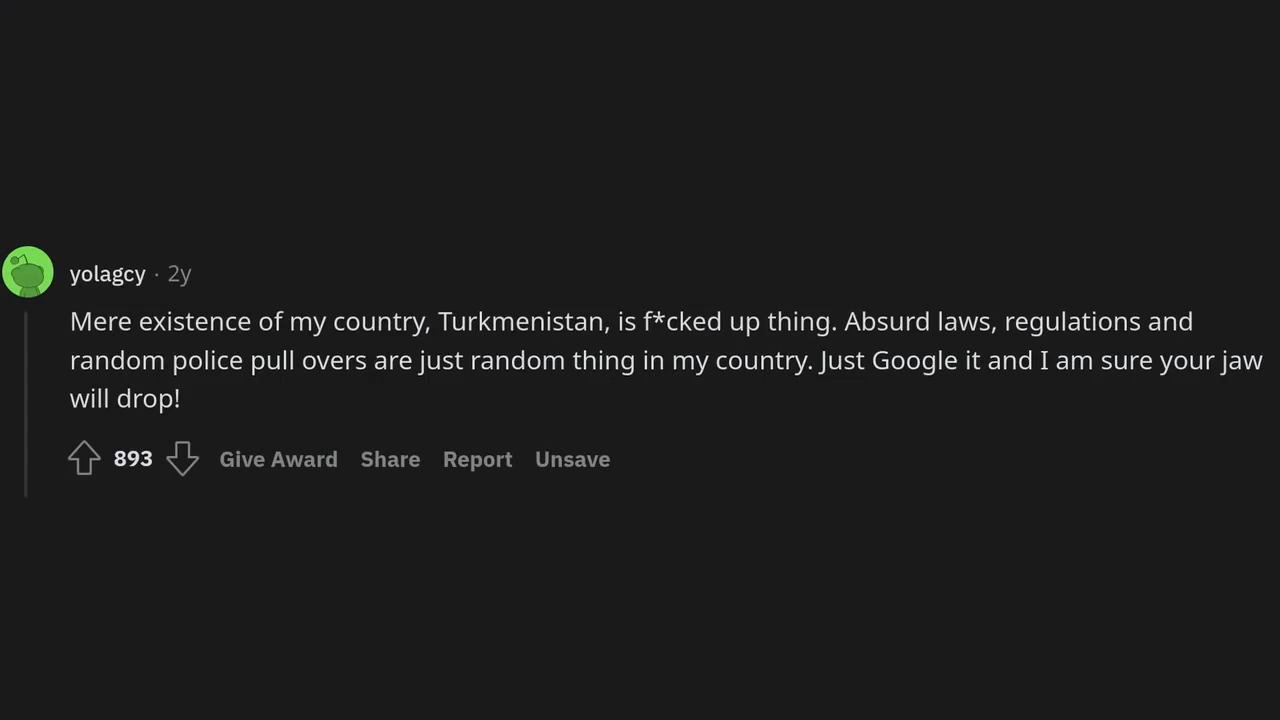 yolagcy · 2y
Mere existence of my country, Turkmenistan, is f*cked up thing. Absurd laws, regulations and
random police pull overs are just random thing in my country. Just Google it and I am sure your jaw
will drop!
893 Give Award Share Report Unsave